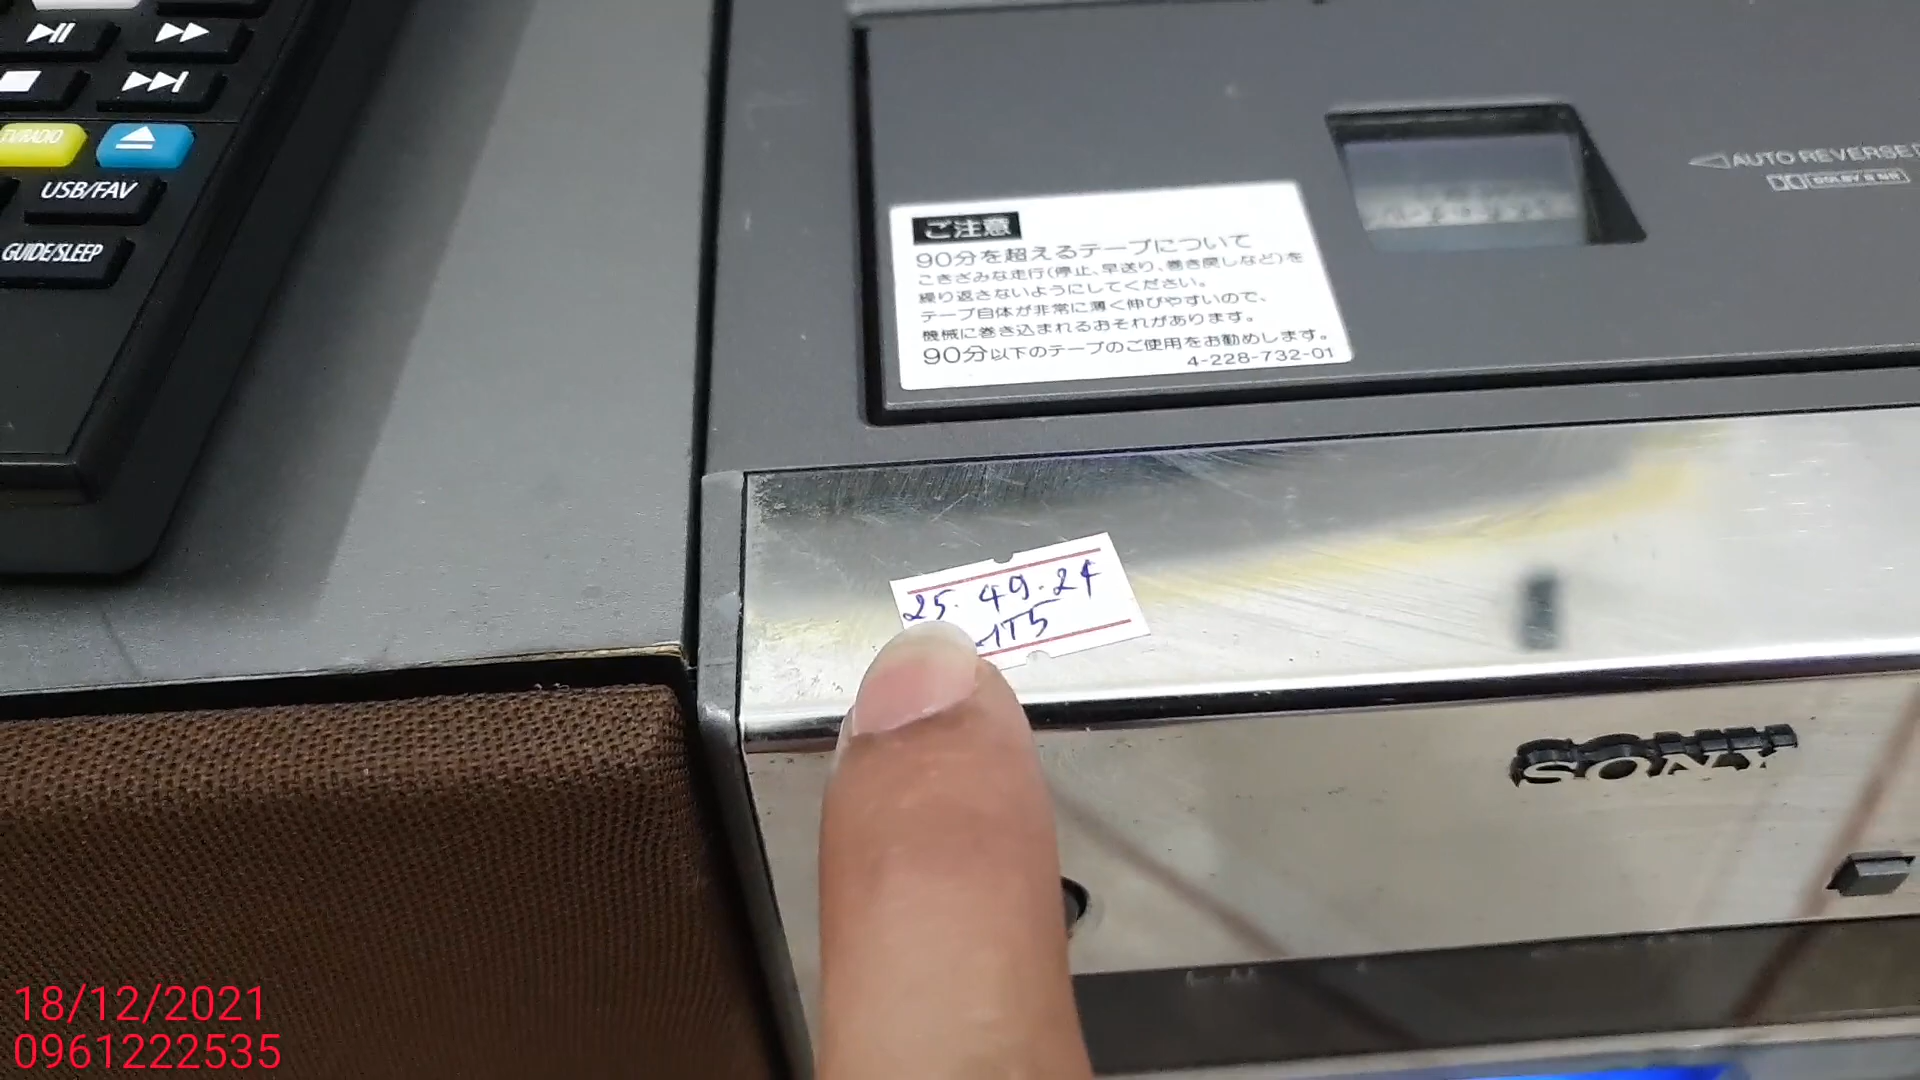 TV/RADIO
USB/FAV
GUIDE/SLEEP
AUTO REVERSE
DOLBY B NR
ご注意
90分を超えるテープについて
こきざみな走行(停止、早送り、巻き戻しなど)を
繰り返さないようにしてください。
テープ自体が非常に薄く伸びやすいので、
機械に巻き込まれるおそれがあります。
90分以下のテープのご使用をお勧めします。
4-228-732-01
25. 49.24
1T5
SONY
18/12/2021
0961222535